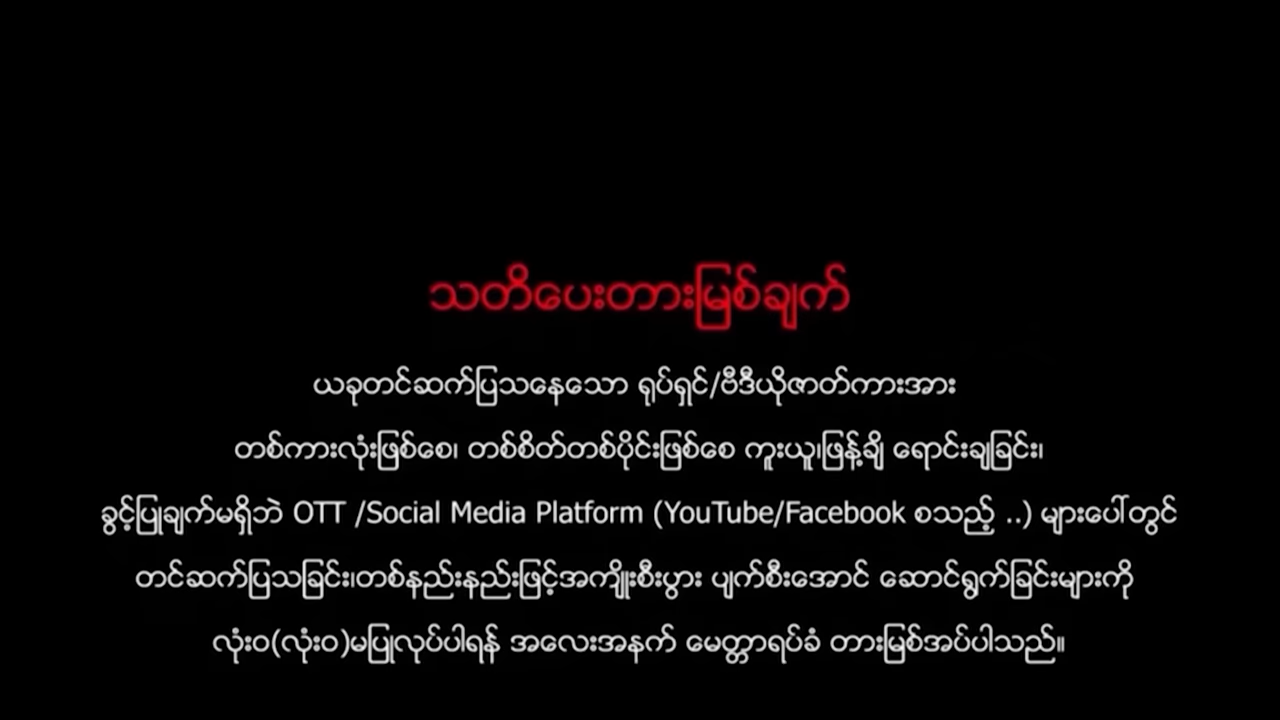 သတိပေးတားမြစ်ချက်
ယခုတင်ဆက်ပြသနေသော ရုပ်ရှင်/ဗီဒီယိုဇာတ်ကားအား
တစ်ကားလုံးဖြစ်စေ၊ တစ်စိတ်တစ်ပိုင်းဖြစ်စေ ကူးယူ၊ဖြန့်ချိ ရောင်းချခြင်း၊
ခွင့်ပြုချက်မရှိဘဲ OTT /Social Media Platform (YouTube/Facebook စသည့် ..) များပေါ်တွင်
တင်ဆက်ပြသခြင်း၊တစ်နည်းနည်းဖြင့်အကျိုးစီးပွား ပျက်စီးအောင် ဆောင်ရွက်ခြင်းများကို
လုံးဝ(လုံးဝ)မပြုလုပ်ပါရန် အလေးအနက် မေတ္တာရပ်ခံ တားမြစ်အပ်ပါသည်။